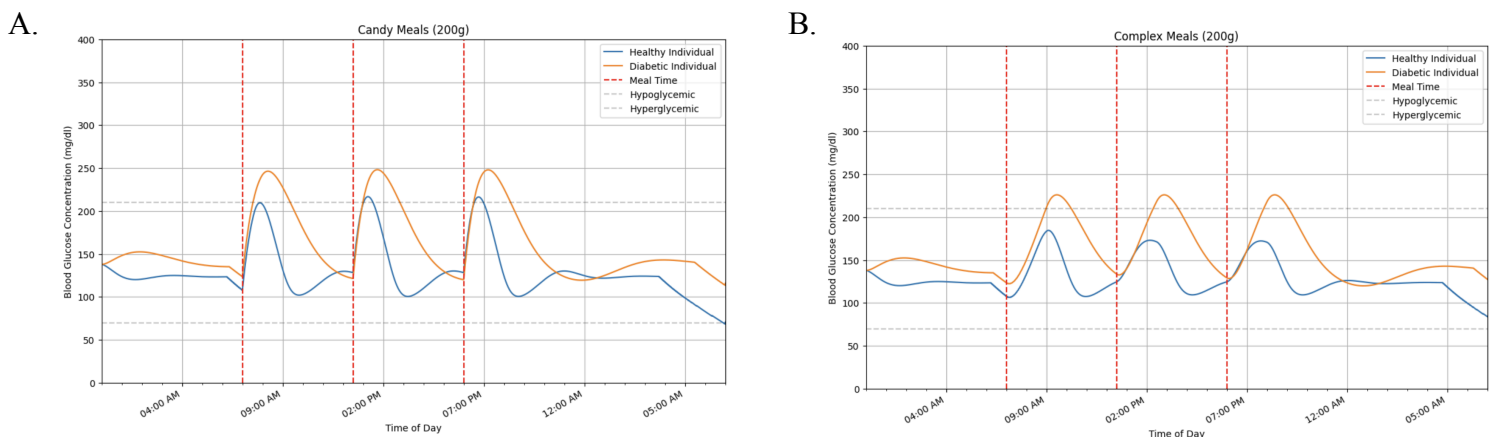 A.
Candy Meals (200g)
400
350
300
250
200
150
100
50
0
Blood Glucose Concentration (mg/dl)
Healthy Individual
Diabetic Individual
Meal Time
Hypoglycemic
Hyperglycemic
04:00 AM
09:00 AM
02:00 PM
07:00 PM
12:00 AM
05:00 AM
Time of Day
B.
Complex Meals (200g)
400
350
300
250
200
150
100
50
0
Blood Glucose Concentration (mg/dl)
Healthy Individual
Diabetic Individual
Meal Time
Hypoglycemic
Hyperglycemic
04:00 AM
09:00 AM
02:00 PM
07:00 PM
12:00 AM
05:00 AM
Time of Day